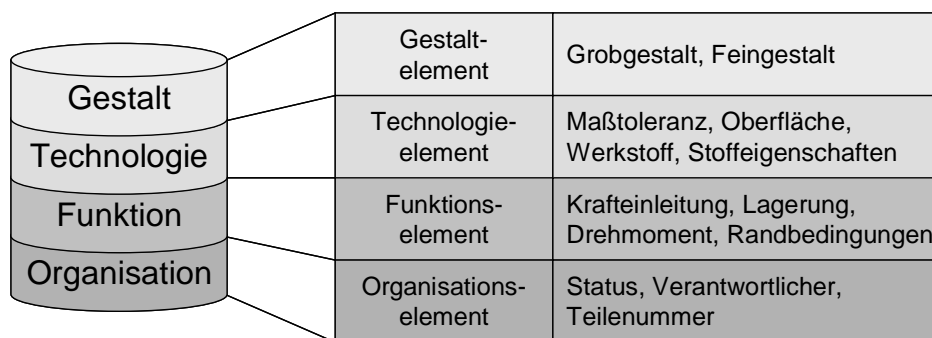 Gestalt
Technologie
Funktion
Organisation
Gestalt-
element
Grobgestalt, Feingestalt
Technologie-
element
Maßtoleranz, Oberfläche,
Werkstoff, Stoffeigenschaften
Funktions-
element
Krafteinleitung, Lagerung,
Drehmoment, Randbedingungen
Organisations-
element
Status, Verantwortlicher,
Teilenummer